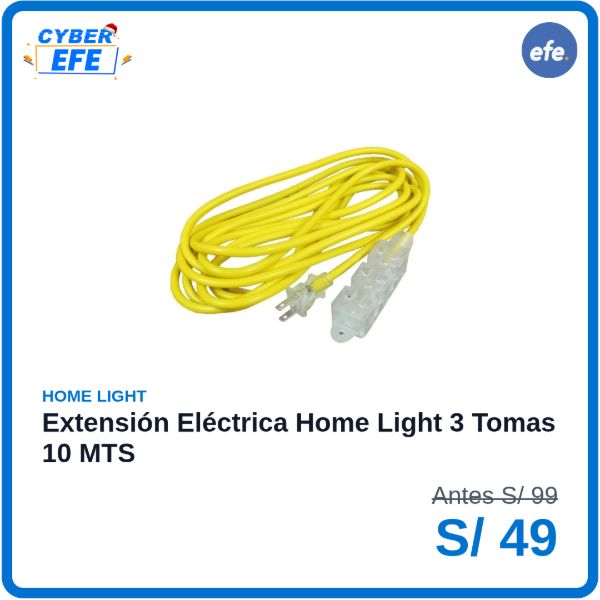 CYBER
EFE
efe.
HOME LIGHT
Extensión Eléctrica Home Light 3 Tomas
10 MTS
Antes S/ 99
S/ 49